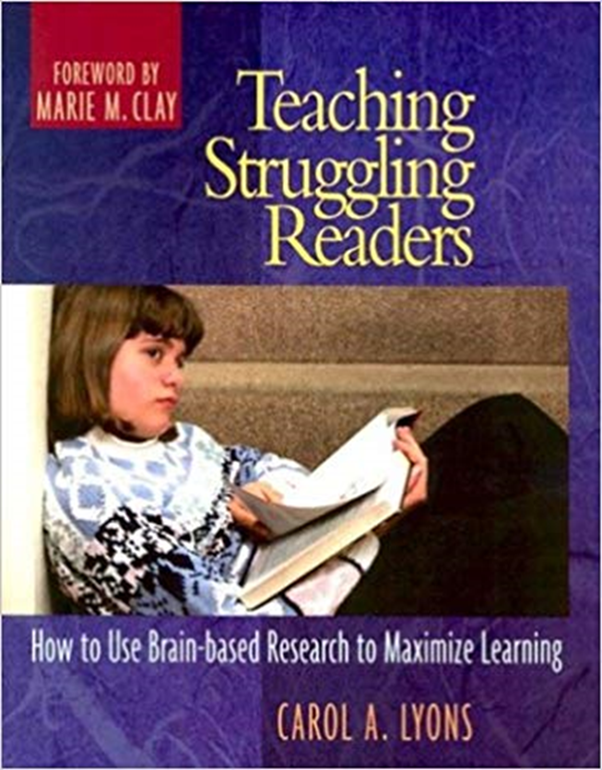 FOREWORD BY
MARIE M. CLAY
Teaching
Struggling
Readers
How to Use Brain-based Research to Maximize Learning
CAROL A. LYONS